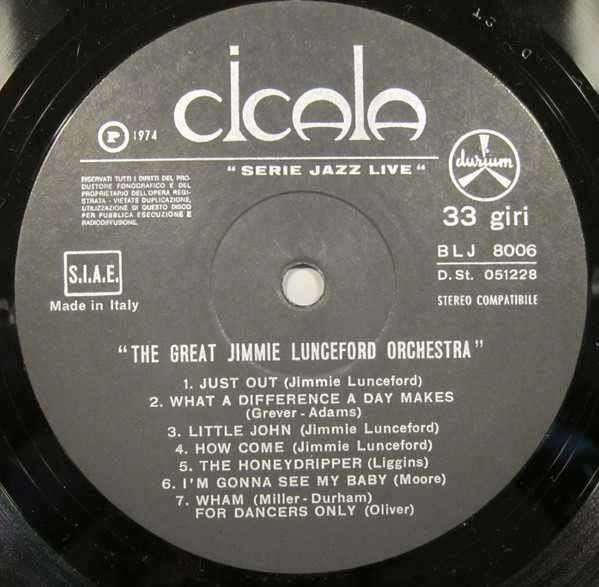 cicala
P 1974
"SERIE JAZZ LIVE"
RISERVATI TUTTI I DIRITTI DEL PRO-
DUTTORE FONOGRAFICO E DEL
PROPRIETARIO DELL'OPERA REGI-
STRATA - VIETATE DUPLICAZIONE,
UTILIZZAZIONE DI QUESTO DISCO
PER PUBBLICA ESECUZIONE E
RADIODIFFUSIONE.
durium
33 giri
BLJ 8006
D. St. 051228
STEREO COMPATIBILE
S.I.A.E.
Made in Italy
"THE GREAT JIMMIE LUNCEFORD ORCHESTRA"
1. JUST OUT (Jimmie Lunceford)
2. WHAT A DIFFERENCE A DAY MAKES
(Grever - Adams)
3. LITTLE JOHN (Jimmie Lunceford)
4. HOW COME (Jimmie Lunceford)
5. THE HONEYDRIPPER (Liggins)
6. I'M GONNA SEE MY BABY (Moore)
7. WHAM (Miller - Durham)
FOR DANCERS ONLY (Oliver)